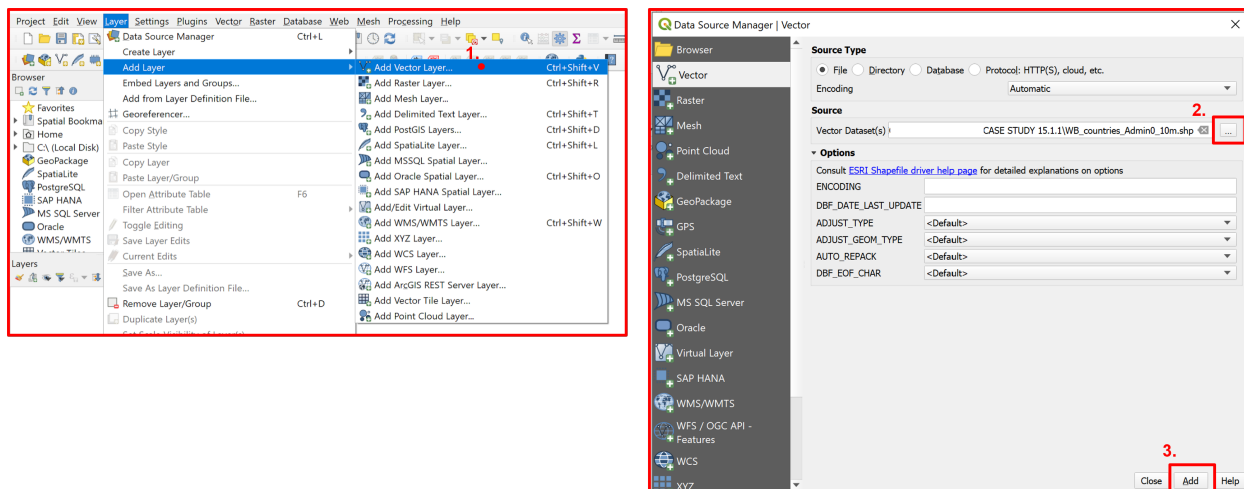 Project Edit View Layer Settings Plugins Vector Raster Database Web Mesh Processing Help
Data Source Manager Ctrl+L
Create Layer
1.
Add Layer
Embed Layers and Groups...
Add from Layer Definition File...
Georeferencer...
Copy Style
Paste Style
Copy Layer
Paste Layer/Group
Open Attribute Table F6
Filter Attribute Table
Toggle Editing
Save Layer Edits
Current Edits
Save As...
Save As Layer Definition File...
Remove Layer/Group Ctrl+D
Duplicate Layer(s)
Set Scale Visibility of Layer(s)
Add Vector Layer... Ctrl+Shift+V
Add Raster Layer... Ctrl+Shift+R
Add Mesh Layer...
Add Delimited Text Layer... Ctrl+Shift+T
Add PostGIS Layers... Ctrl+Shift+D
Add SpatiaLite Layer... Ctrl+Shift+L
Add MSSQL Spatial Layer...
Add Oracle Spatial Layer... Ctrl+Shift+O
Add SAP HANA Spatial Layer...
Add/Edit Virtual Layer...
Add WMS/WMTS Layer... Ctrl+Shift+W
Add XYZ Layer...
Add WCS Layer...
Add WFS Layer...
Add ArcGIS REST Server Layer...
Add Vector Tile Layer...
Add Point Cloud Layer...
Browser
Favorites
Spatial Bookma
Home
C:\ (Local Disk)
GeoPackage
SpatiaLite
PostgreSQL
SAP HANA
MS SQL Server
Oracle
WMS/WMTS
Vector Tiles
Layers
Data Source Manager | Vector
Browser
Vector
Raster
Mesh
Point Cloud
Delimited Text
GeoPackage
GPS
SpatiaLite
PostgreSQL
MS SQL Server
Oracle
Virtual Layer
SAP HANA
WMS/WMTS
WFS / OGC API -
Features
WCS
XYZ
Source Type
File Directory Database Protocol: HTTP(S), cloud, etc.
Encoding Automatic
Source
2.
Vector Dataset(s) CASE STUDY 15.1.1\WB_countries_Admin0_10m.shp ...
Options
Consult ESRI Shapefile driver help page for detailed explanations on options
ENCODING
DBF_DATE_LAST_UPDATE
ADJUST_TYPE <Default>
ADJUST_GEOM_TYPE <Default>
AUTO_REPACK <Default>
DBF_EOF_CHAR <Default>
3.
Close Add Help